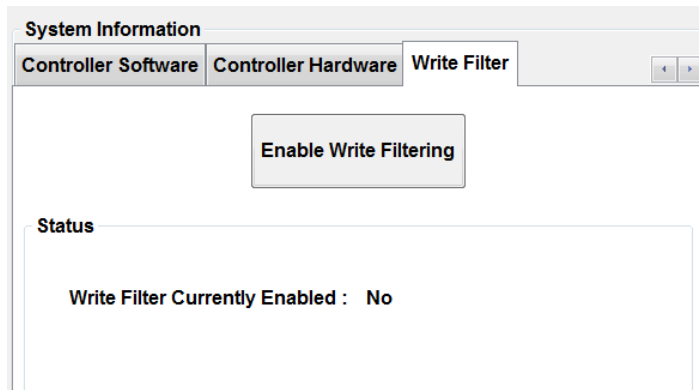 System Information
Controller Software Controller Hardware Write Filter
Enable Write Filtering
Status
Write Filter Currently Enabled : No